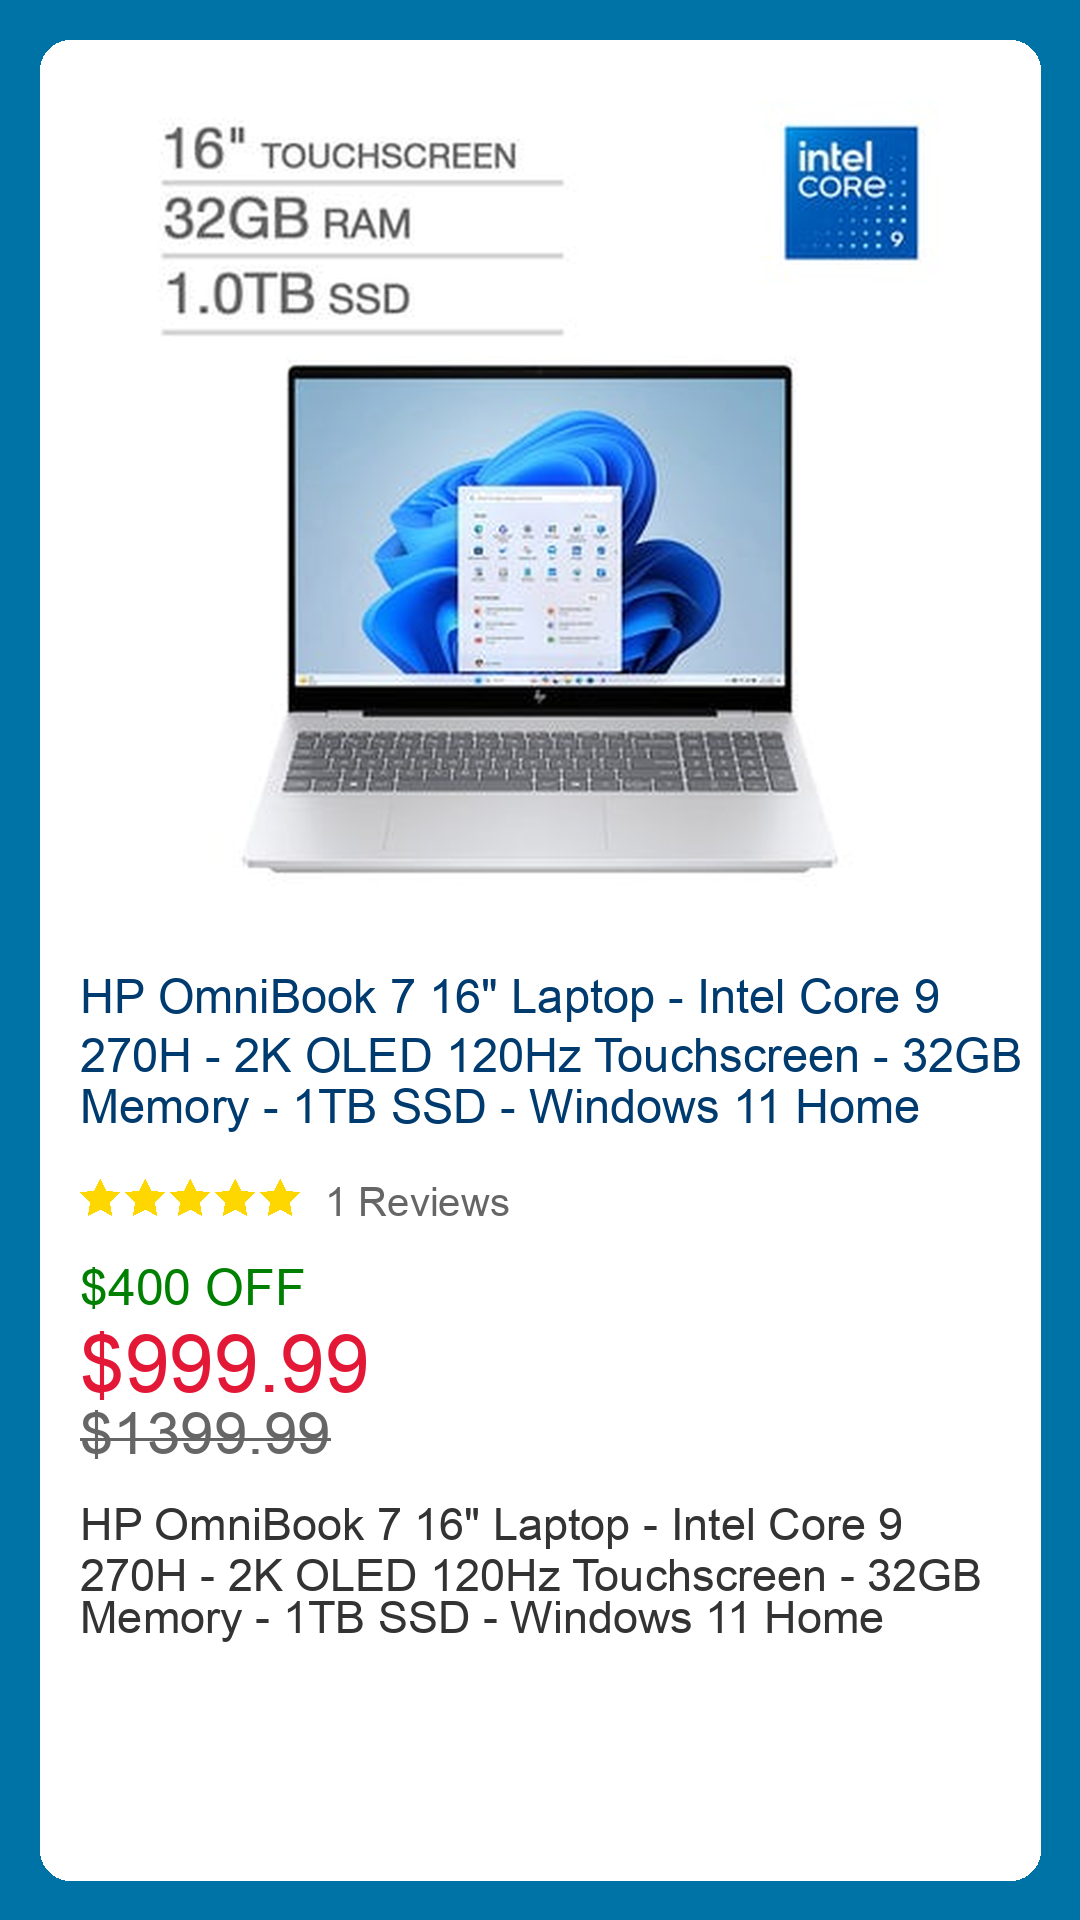 16" TOUCHSCREEN
32GB RAM
1.0TB SSD
intel
CORE
9
HP OmniBook 7 16" Laptop - Intel Core 9
270H - 2K OLED 120Hz Touchscreen - 32GB
Memory - 1TB SSD - Windows 11 Home
1 Reviews
$400 OFF
$999.99
$1399.99
HP OmniBook 7 16" Laptop - Intel Core 9
270H - 2K OLED 120Hz Touchscreen - 32GB
Memory - 1TB SSD - Windows 11 Home